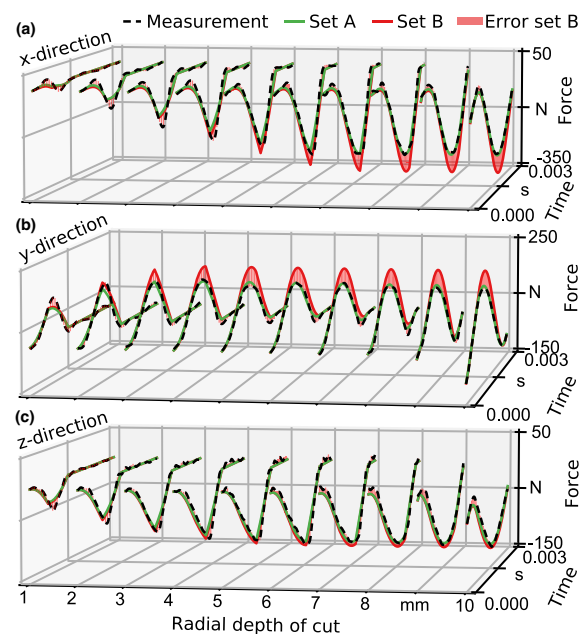 Measurement Set A Set B Error set B
(a)
x-direction
50
N
Force
-350
0.003
s
Time
0.000
(b)
y-direction
250
N
Force
-150
0.003
s
Time
0.000
(c)
z-direction
50
N
Force
-150
0.003
s
Time
0.000
1 2 3 4 5 6 7 8 mm 10
Radial depth of cut